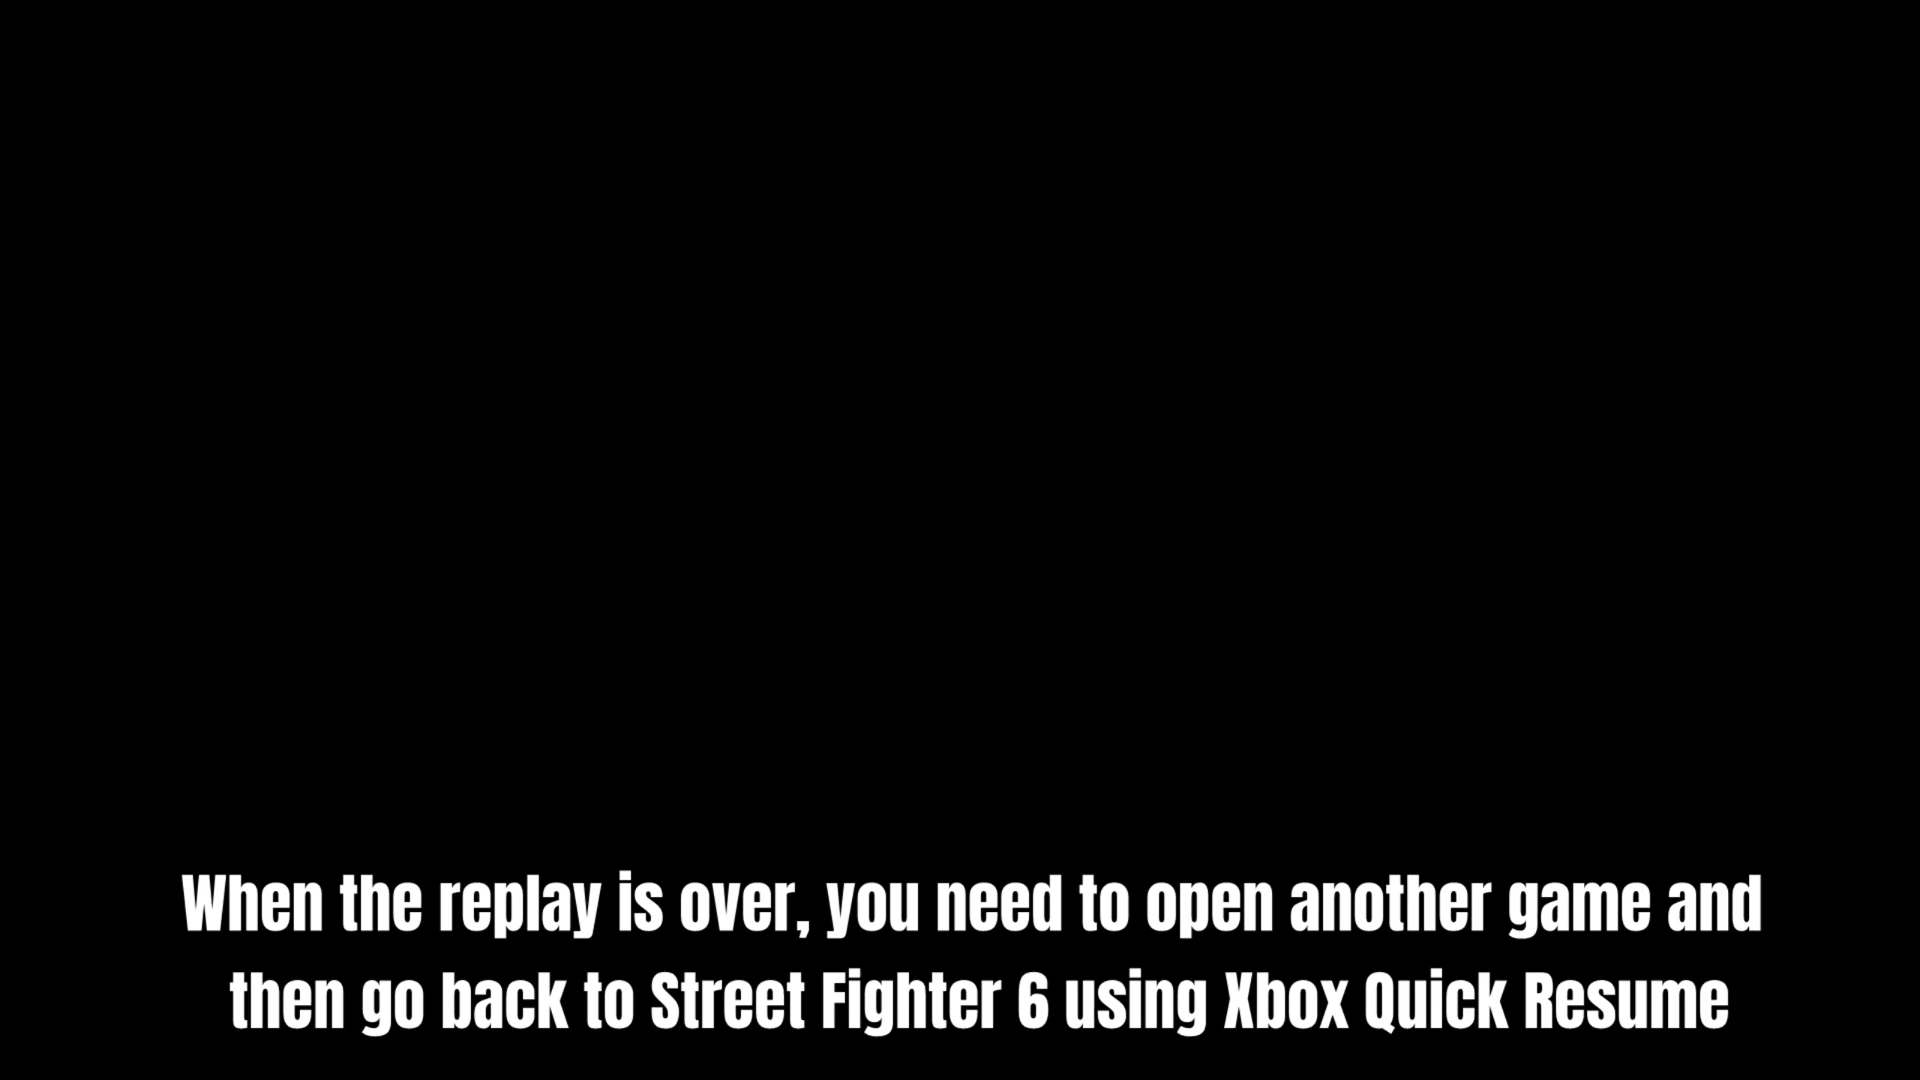 When the replay is over, you need to open another game and
then go back to Street Fighter 6 using Xbox Quick Resume